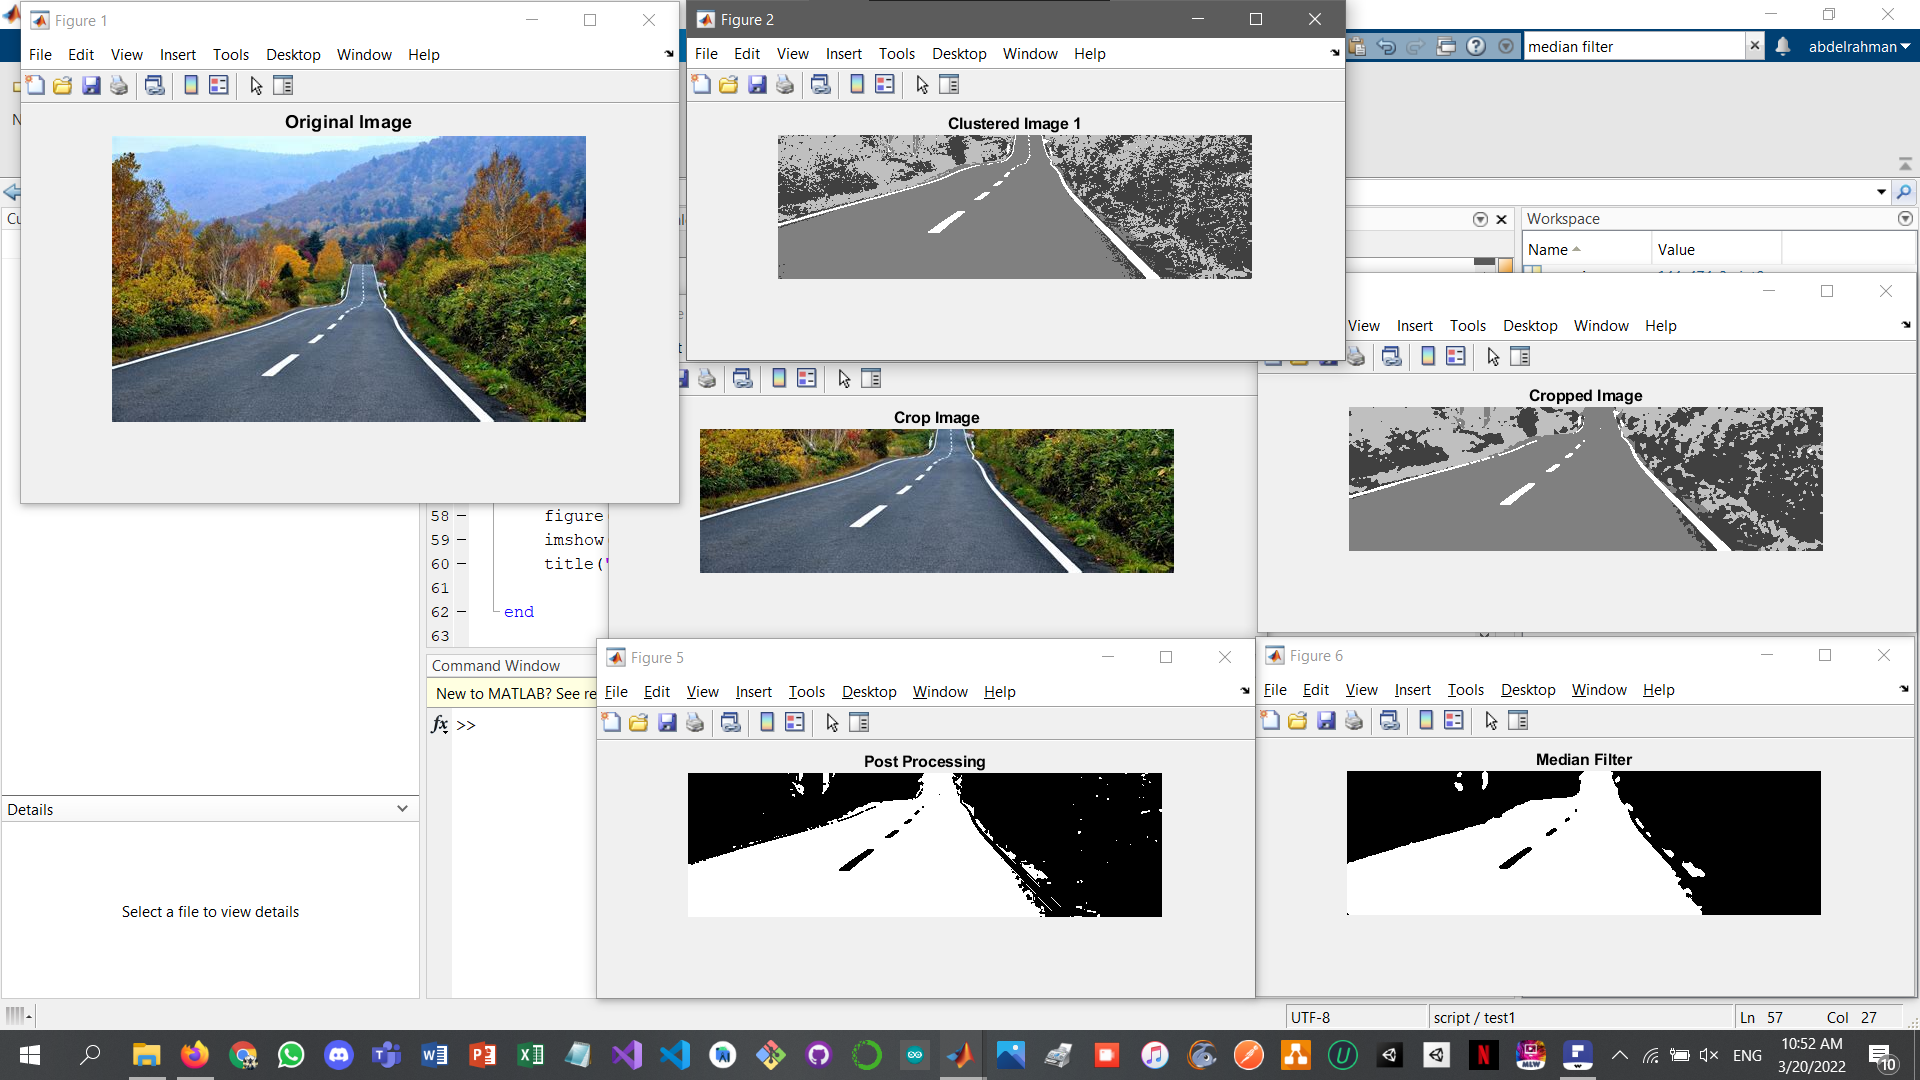 Figure 1
File Edit View Insert Tools Desktop Window Help
Original Image
Figure 2
File Edit View Insert Tools Desktop Window Help
Clustered Image 1
median filter
abdelrahman
Workspace
Name Value
View Insert Tools Desktop Window Help
Cropped Image
Crop Image
58
figure
59
imshow
60
title(
61
62
end
63
Command Window
New to MATLAB? See re
fx >>
Details
Select a file to view details
Figure 5
File Edit View Insert Tools Desktop Window Help
Post Processing
Figure 6
File Edit View Insert Tools Desktop Window Help
Median Filter
UTF-8
script / test1
Ln 57 Col 27
ENG
10:52 AM
3/20/2022
10